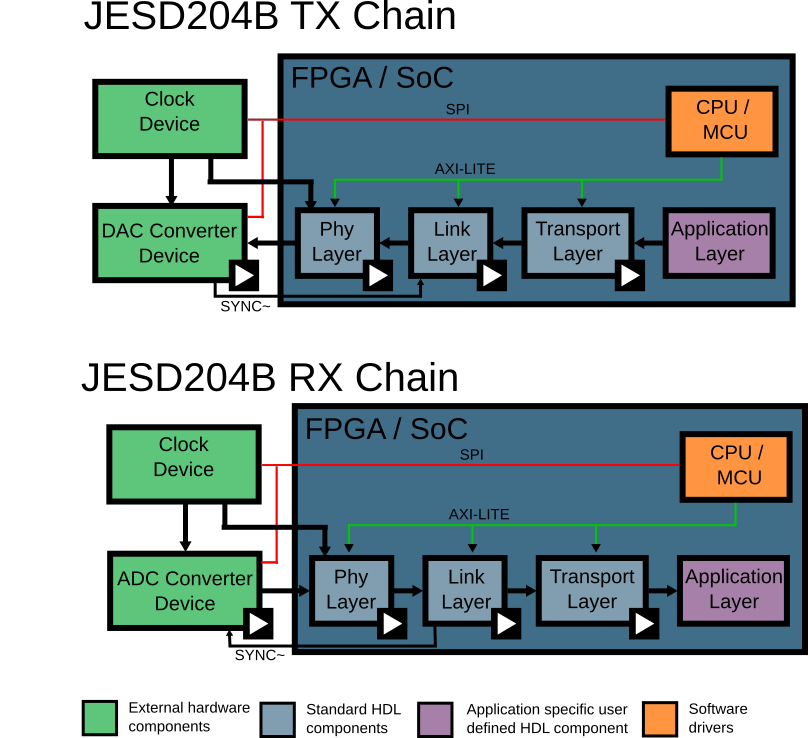 JESD204B TX Chain
FPGA / SoC
Clock
Device
SPI
CPU /
MCU
AXI-LITE
DAC Converter
Device
Phy
Layer
Link
Layer
Transport
Layer
Application
Layer
SYNC~
JESD204B RX Chain
FPGA / SoC
Clock
Device
SPI
CPU /
MCU
AXI-LITE
ADC Converter
Device
Phy
Layer
Link
Layer
Transport
Layer
Application
Layer
SYNC~
External hardware
components
Standard HDL
components
Application specific user
defined HDL component
Software
drivers